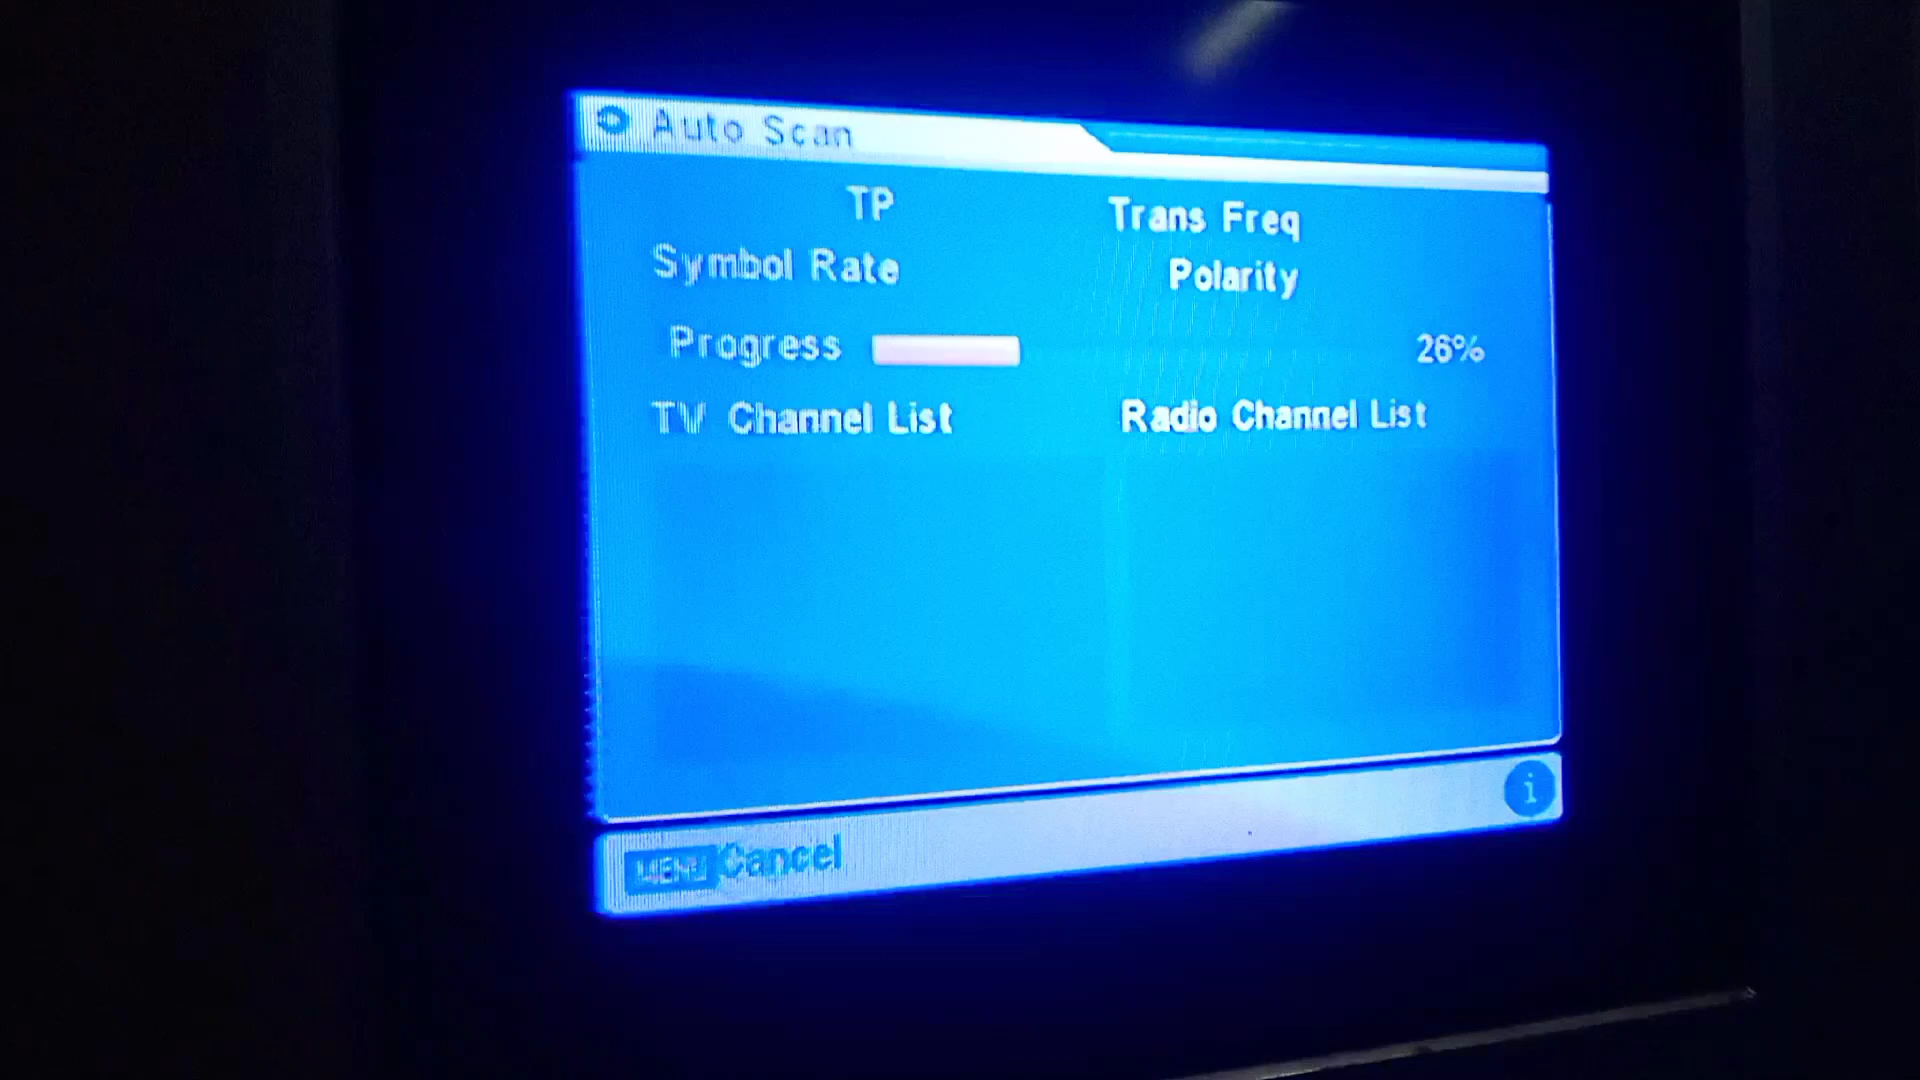 Auto Scan
TP Trans Freq
Symbol Rate Polarity
Progress 26%
TV Channel List Radio Channel List
MENU Cancel i